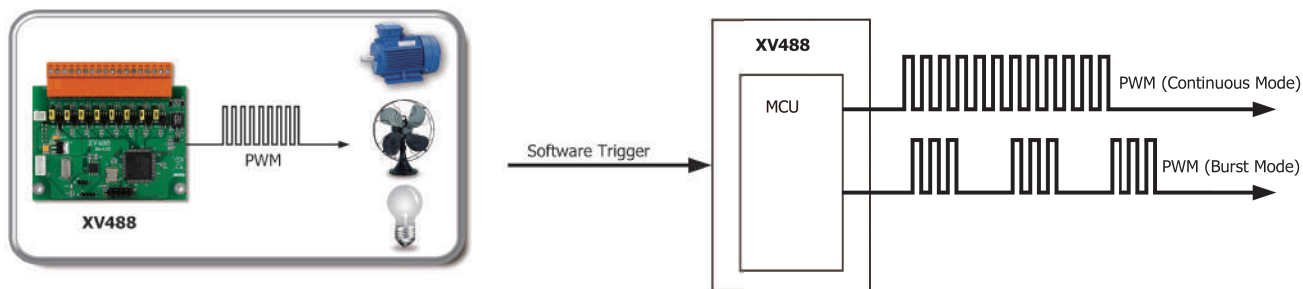 XV488
PWM
XV488
Software Trigger
XV488
MCU
PWM (Continuous Mode)
PWM (Burst Mode)